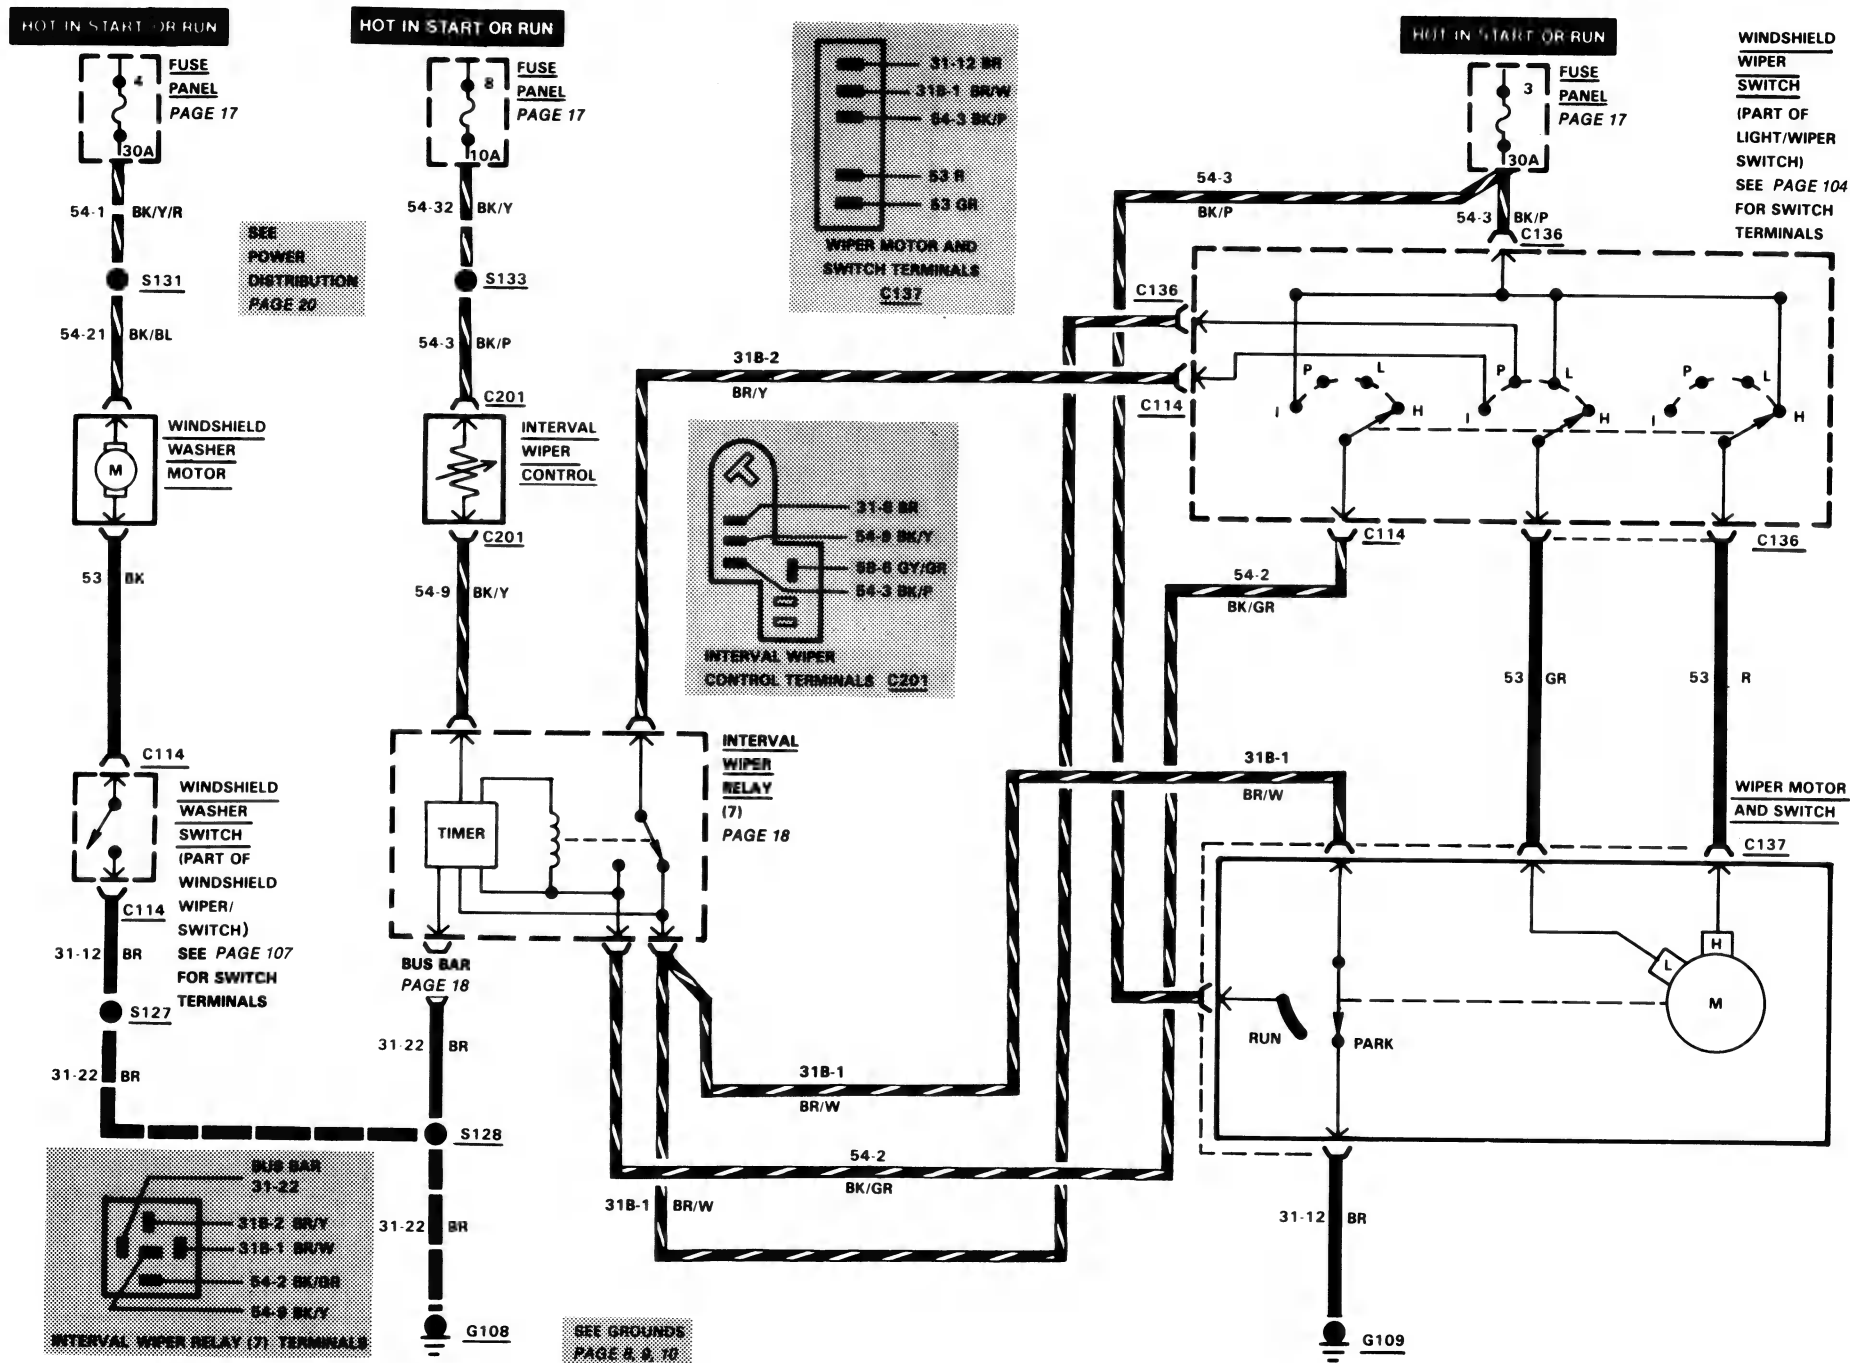 HOT IN START OR RUN
4
30A
FUSE
PANEL
PAGE 17
54-1 BK/Y/R
S131
54-21 BK/BL
WINDSHIELD
WASHER
MOTOR
M
53 BK
C114
WINDSHIELD
WASHER
SWITCH
(PART OF
WINDSHIELD
WIPER/
SWITCH)
SEE PAGE 107
FOR SWITCH
TERMINALS
C114
31-12 BR
S127
31-22 BR
SEE
POWER
DISTRIBUTION
PAGE 20
HOT IN START OR RUN
8
10A
FUSE
PANEL
PAGE 17
54-32 BK/Y
S133
54-3 BK/P
C201
INTERVAL
WIPER
CONTROL
C201
54-9 BK/Y
TIMER
INTERVAL
WIPER
RELAY
(7)
PAGE 18
BUS BAR
PAGE 18
31-22 BR
S128
31-22 BR
G108
BUS BAR
31-22
31B-2 BR/Y
31B-1 BR/W
54-2 BK/GR
54-9 BK/Y
INTERVAL WIPER RELAY (7) TERMINALS
SEE GROUNDS
PAGE 8, 9, 10
31-12 BR
31B-1 BR/W
54-3 BK/P
53 R
53 GR
WIPER MOTOR AND
SWITCH TERMINALS
C137
31B-2
BR/Y
31-6 BR
54-9 BK/Y
58-6 GY/GR
54-3 BK/P
INTERVAL WIPER
CONTROL TERMINALS C201
31B-1
BR/W
54-2
BK/GR
31B-1 BR/W
HOT IN START OR RUN
3
30A
FUSE
PANEL
PAGE 17
54-3
BK/P
54-3 BK/P
C136
WINDSHIELD
WIPER
SWITCH
(PART OF
LIGHT/WIPER
SWITCH)
SEE PAGE 104
FOR SWITCH
TERMINALS
C136
C114
I P L H
I P L H
I P L H
C114
C136
54-2
BK/GR
53 GR
53 R
31B-1
BR/W
WIPER MOTOR
AND SWITCH
C137
L
H
M
RUN
PARK
31-12 BR
G109